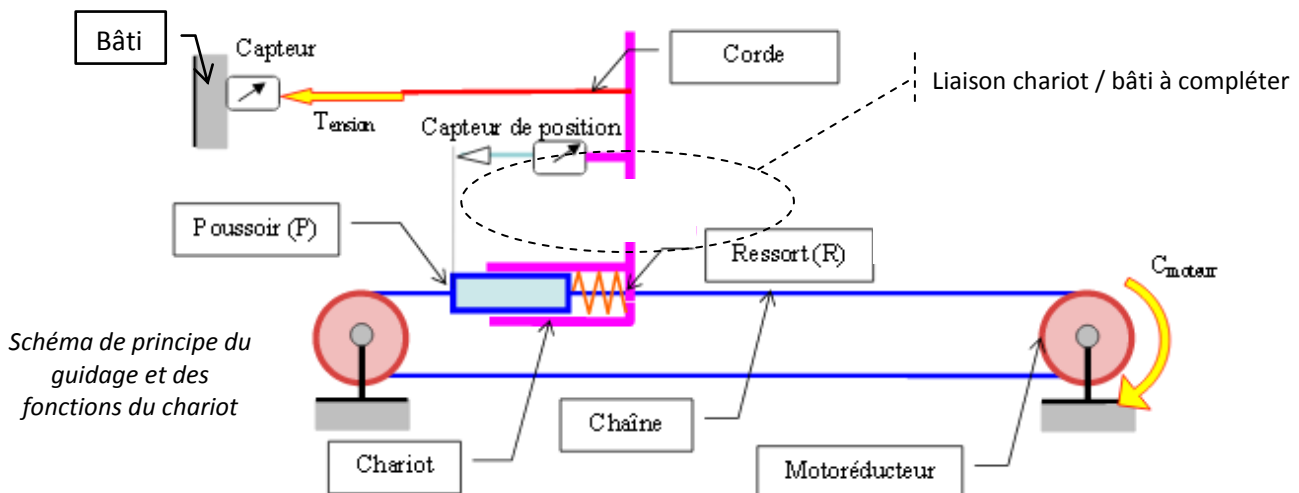 Bâti
Capteur
Corde
Liaison chariot / bâti à compléter
Tension
Capteur de position
Poussoir (P)
Ressort (R)
Cmoteur
Schéma de principe du
guidage et des
fonctions du chariot
Chaîne
Chariot
Motoréducteur